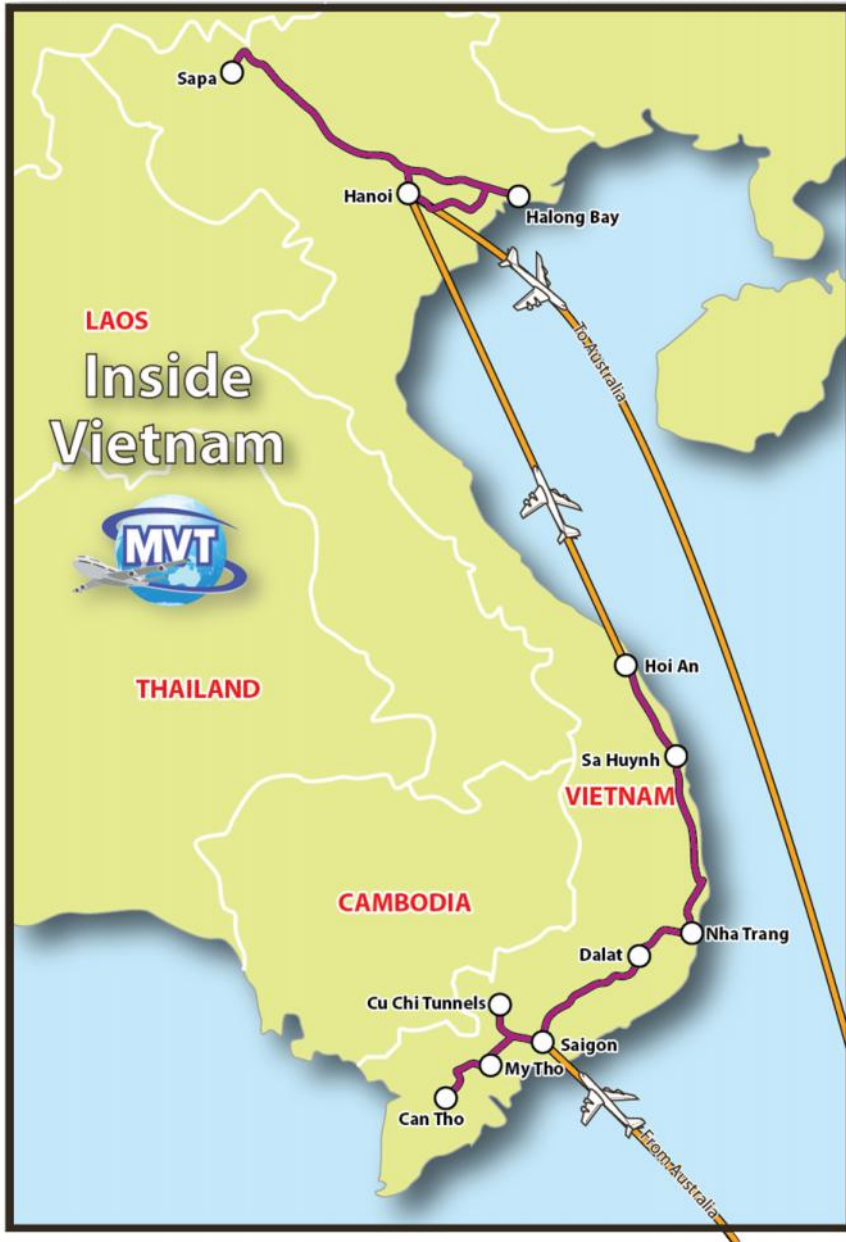 Sapa
Hanoi
Halong Bay
LAOS
To Australia
Inside
Vietnam
MVT
Hoi An
THAILAND
Sa Huynh
VIETNAM
CAMBODIA
Nha Trang
Dalat
Cu Chi Tunnels
Saigon
My Tho
Can Tho
From Australia